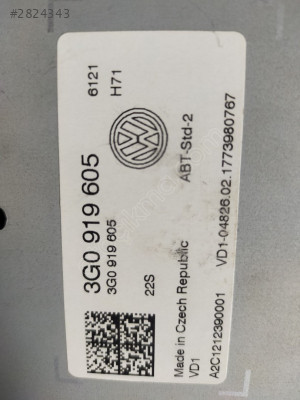 #2824343
6121
H71
ABT-Std-2
VD1-04826.02.1773980767
3G0 919 605
3G0 919 605
22S
Made in Czech Republic
VD1
A2C1212390001